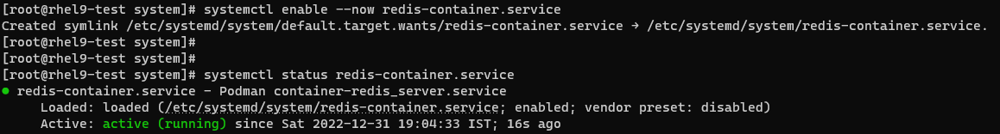 [root@rhel9-test system]# systemctl enable --now redis-container.service
Created symlink /etc/systemd/system/default.target.wants/redis-container.service → /etc/systemd/system/redis-container.service.
[root@rhel9-test system]#
[root@rhel9-test system]#
[root@rhel9-test system]# systemctl status redis-container.service
● redis-container.service - Podman container-redis_server.service
     Loaded: loaded (/etc/systemd/system/redis-container.service; enabled; vendor preset: disabled)
     Active: active (running) since Sat 2022-12-31 19:04:33 IST; 16s ago